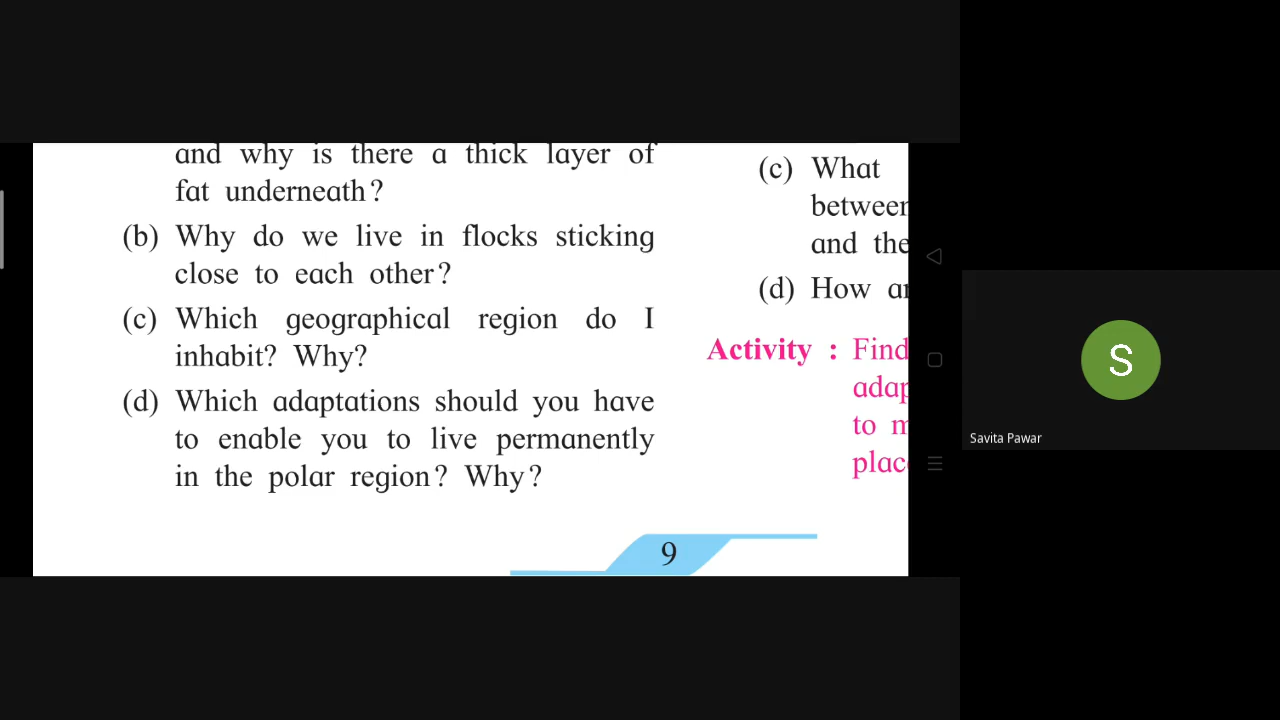 and why is there a thick layer of
fat underneath?
(b) Why do we live in flocks sticking
close to each other?
(c) Which geographical region do I
inhabit? Why?
(d) Which adaptations should you have
to enable you to live permanently
in the polar region? Why?
(c) What
between
and the
(d) How
Activity : Find
to
9
S
Savita Pawar